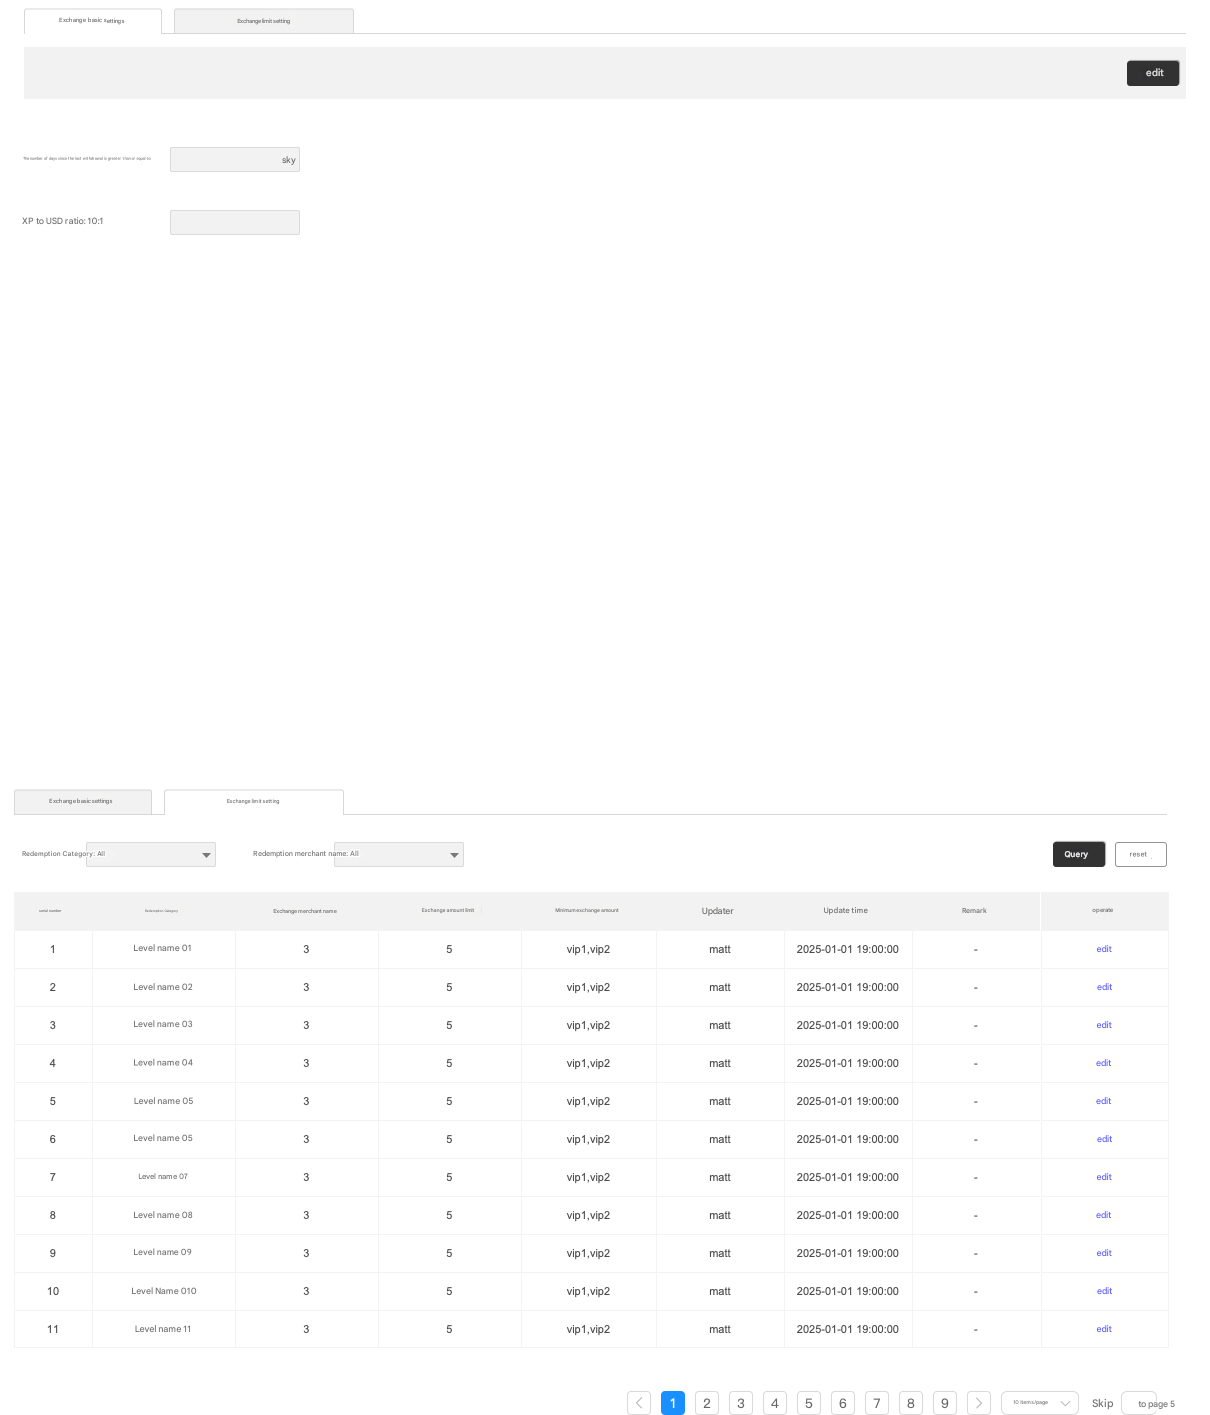 Exchange basic settings
Exchange limit setting
edit
The number of days since the last withdrawal is greater than or equal to
sky
XP to USD ratio: 10:1
Exchange basic settings
Exchange limit setting
Redemption Category: All
Redemption merchant name: All
Query
reset
serial number Redemption Category Exchange merchant name Exchange amount limit Minimum exchange amount Updater Update time Remark operate
1 Level name 01 3 5 vip1,vip2 matt 2025-01-01 19:00:00 - edit
2 Level name 02 3 5 vip1,vip2 matt 2025-01-01 19:00:00 - edit
3 Level name 03 3 5 vip1,vip2 matt 2025-01-01 19:00:00 - edit
4 Level name 04 3 5 vip1,vip2 matt 2025-01-01 19:00:00 - edit
5 Level name 05 3 5 vip1,vip2 matt 2025-01-01 19:00:00 - edit
6 Level name 05 3 5 vip1,vip2 matt 2025-01-01 19:00:00 - edit
7 Level name 07 3 5 vip1,vip2 matt 2025-01-01 19:00:00 - edit
8 Level name 08 3 5 vip1,vip2 matt 2025-01-01 19:00:00 - edit
9 Level name 09 3 5 vip1,vip2 matt 2025-01-01 19:00:00 - edit
10 Level Name 010 3 5 vip1,vip2 matt 2025-01-01 19:00:00 - edit
11 Level name 11 3 5 vip1,vip2 matt 2025-01-01 19:00:00 - edit
1 2 3 4 5 6 7 8 9 10 items/page Skip to page 5